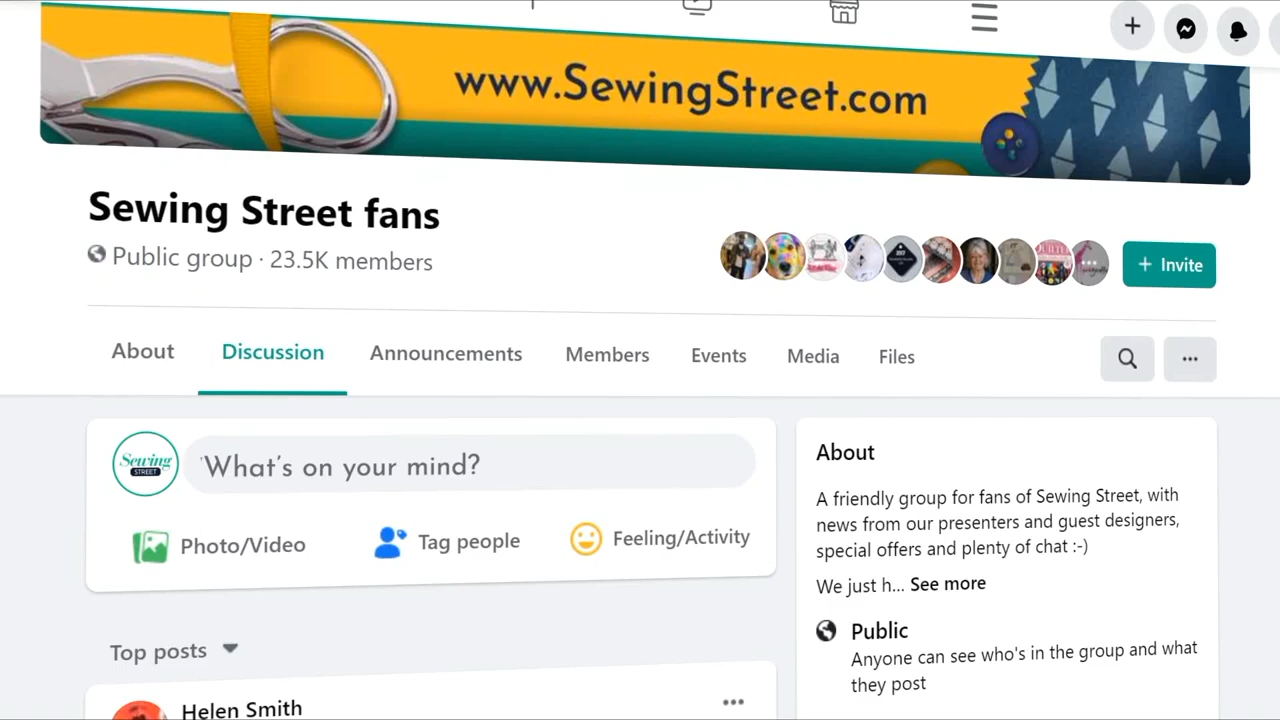 www.SewingStreet.com
Sewing Street fans
Public group · 23.5K members
+ Invite
About
Discussion
Announcements
Members
Events
Media
Files
Sewing
STREET
What's on your mind?
Photo/Video
Tag people
Feeling/Activity
Top posts
Helen Smith
About
A friendly group for fans of Sewing Street, with
news from our presenters and guest designers,
special offers and plenty of chat :-)
We just h... See more
Public
Anyone can see who's in the group and what
they post